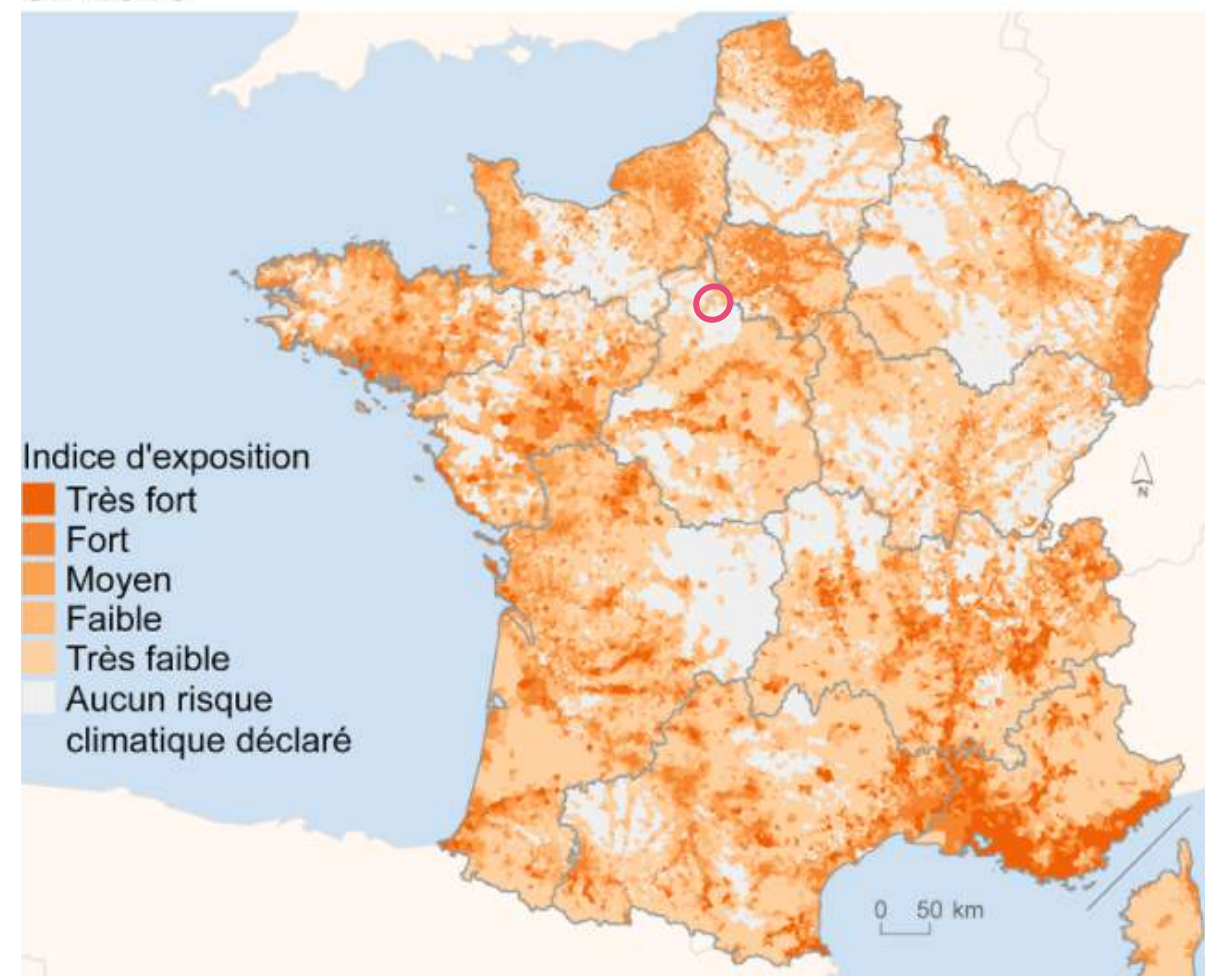 Indice d'exposition
Très fort
Fort
Moyen
Faible
Très faible
Aucun risque
climatique déclaré
N
0 50 km